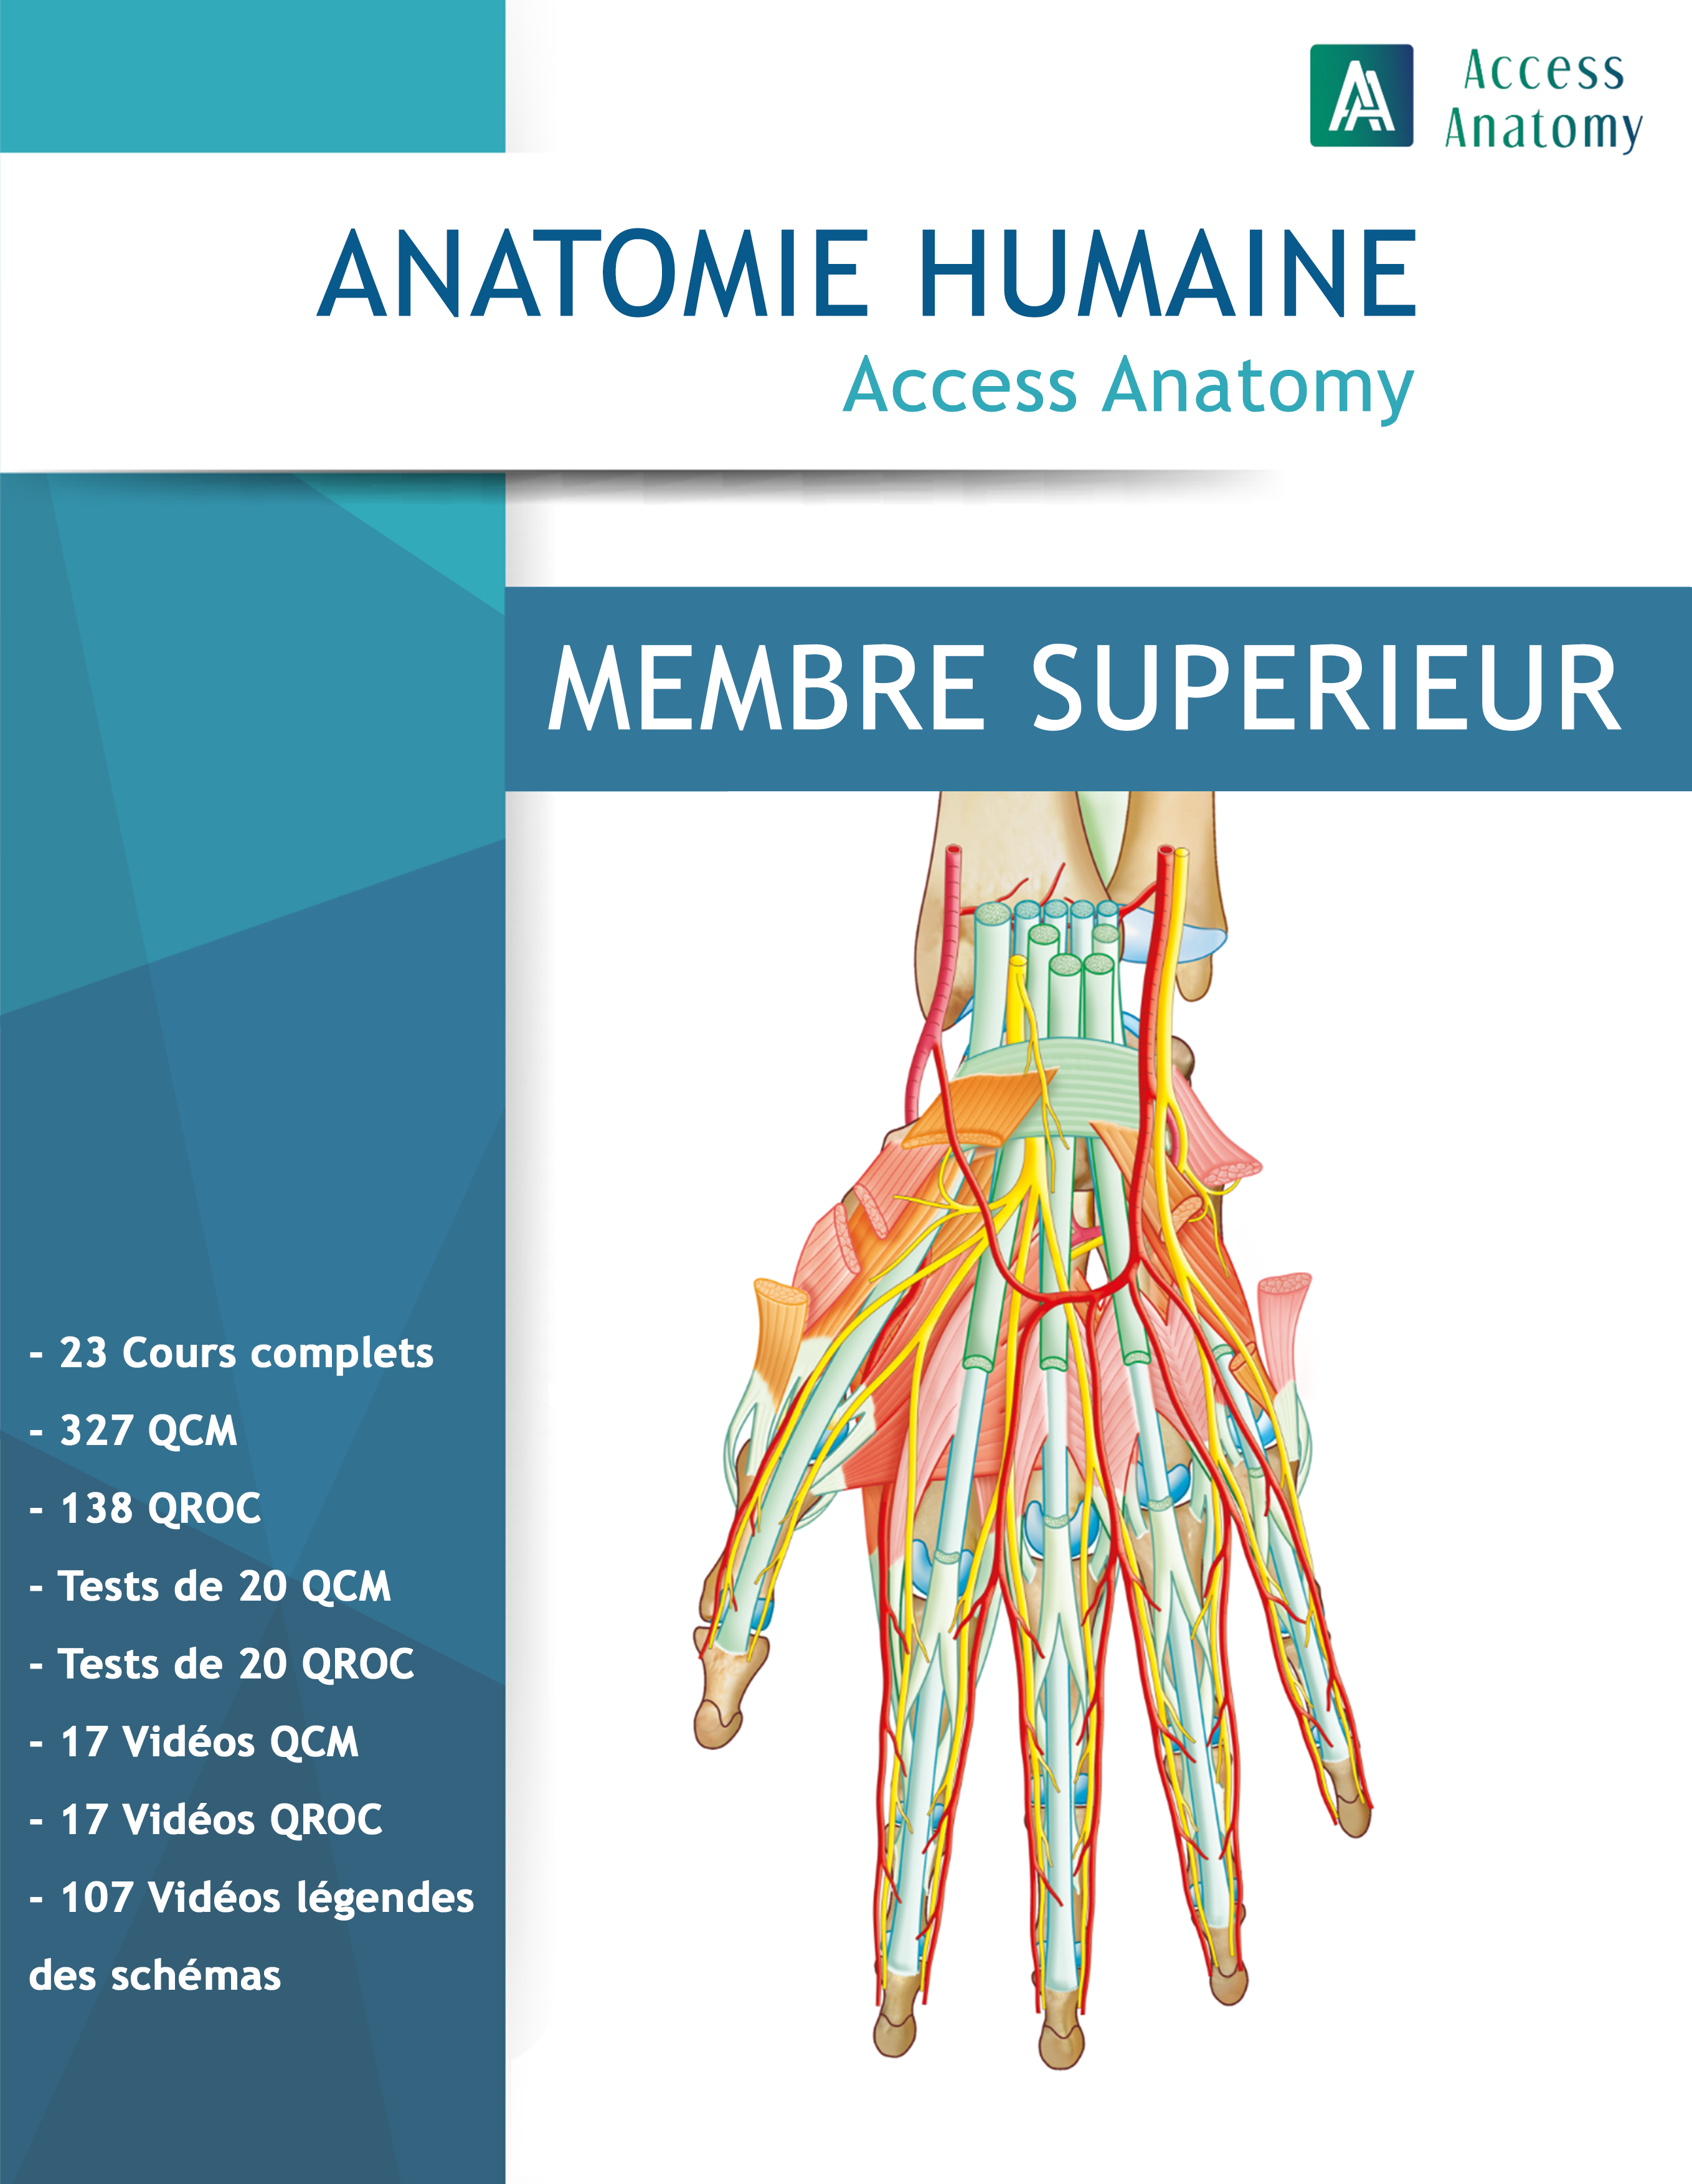 Access
Anatomy
ANATOMIE HUMAINE
Access Anatomy
MEMBRE SUPERIEUR
- 23 Cours complets
- 327 QCM
- 138 QROC
- Tests de 20 QCM
- Tests de 20 QROC
- 17 Vidéos QCM
- 17 Vidéos QROC
- 107 Vidéos légendes
des schémas